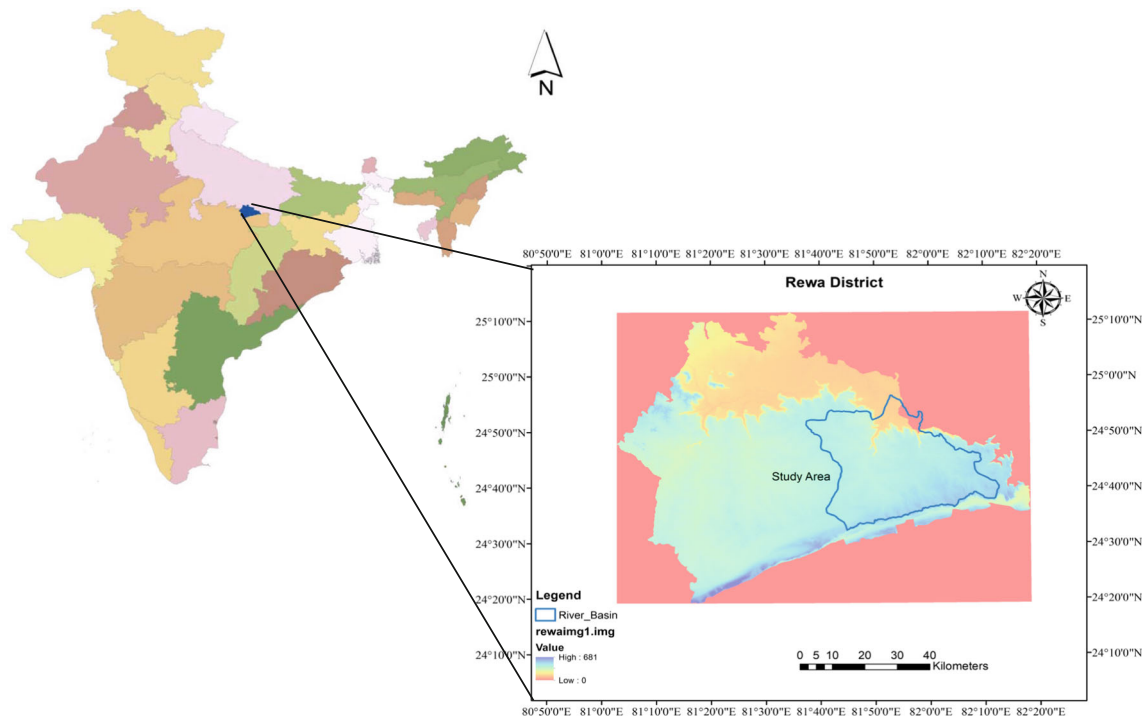 N
80°50'0"E 81°0'0"E 81°10'0"E 81°20'0"E 81°30'0"E 81°40'0"E 81°50'0"E 82°0'0"E 82°10'0"E 82°20'0"E
Rewa District
N
W E
S
25°10'0"N 25°10'0"N
25°0'0"N 25°0'0"N
24°50'0"N 24°50'0"N
Study Area
24°40'0"N 24°40'0"N
24°30'0"N 24°30'0"N
24°20'0"N 24°20'0"N
24°10'0"N 24°10'0"N
Legend
River_Basin
rewaimg1.img
Value
High : 681
Low : 0
0 5 10 20 30 40
Kilometers
80°50'0"E 81°0'0"E 81°10'0"E 81°20'0"E 81°30'0"E 81°40'0"E 81°50'0"E 82°0'0"E 82°10'0"E 82°20'0"E